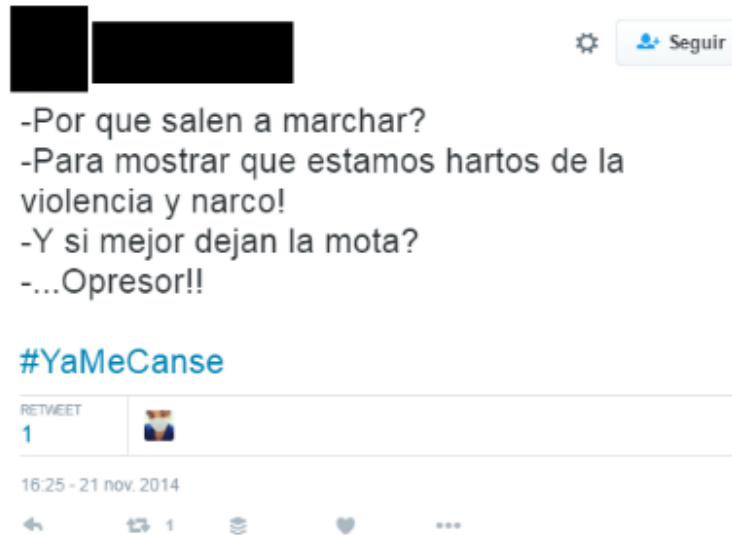 Seguir
-Por que salen a marchar?
-Para mostrar que estamos hartos de la
violencia y narco!
-Y si mejor dejan la mota?
-...Opresor!!
#YaMeCanse
RETWEET
1
16:25 - 21 nov. 2014
1